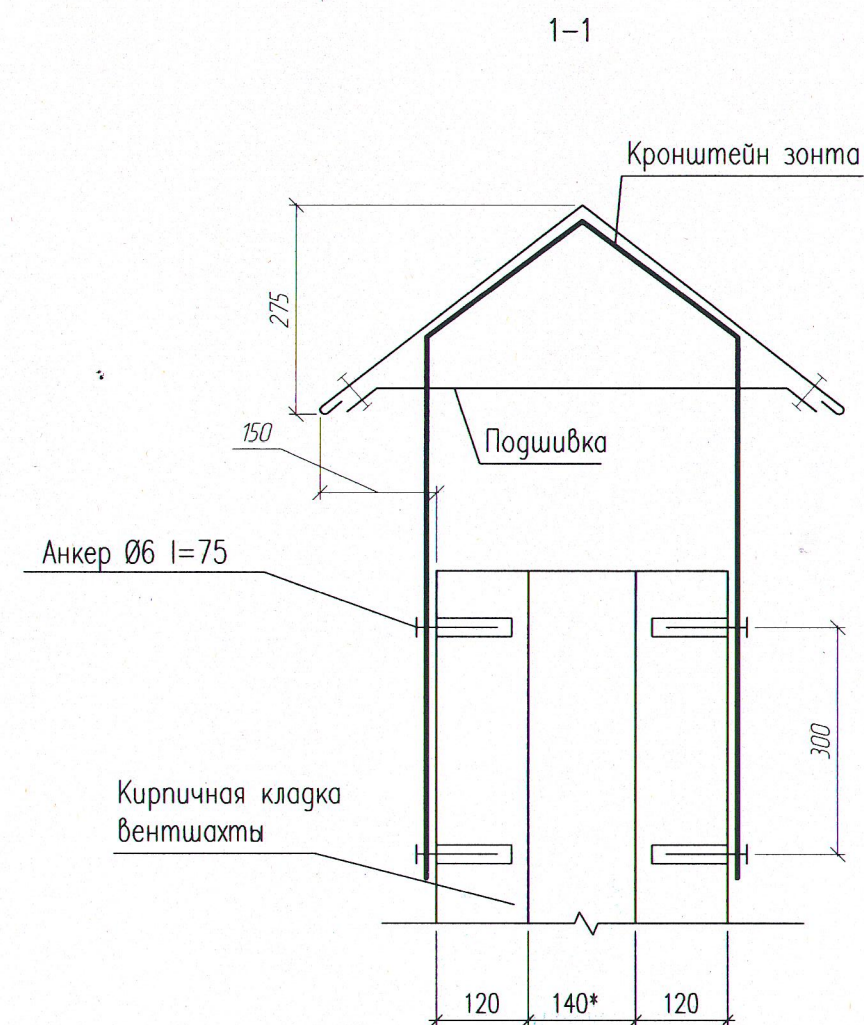 1-1
Кронштейн зонта
275
150
Подшивка
Анкер Ø6 l=75
300
Кирпичная кладка
вентшахты
120 140* 120